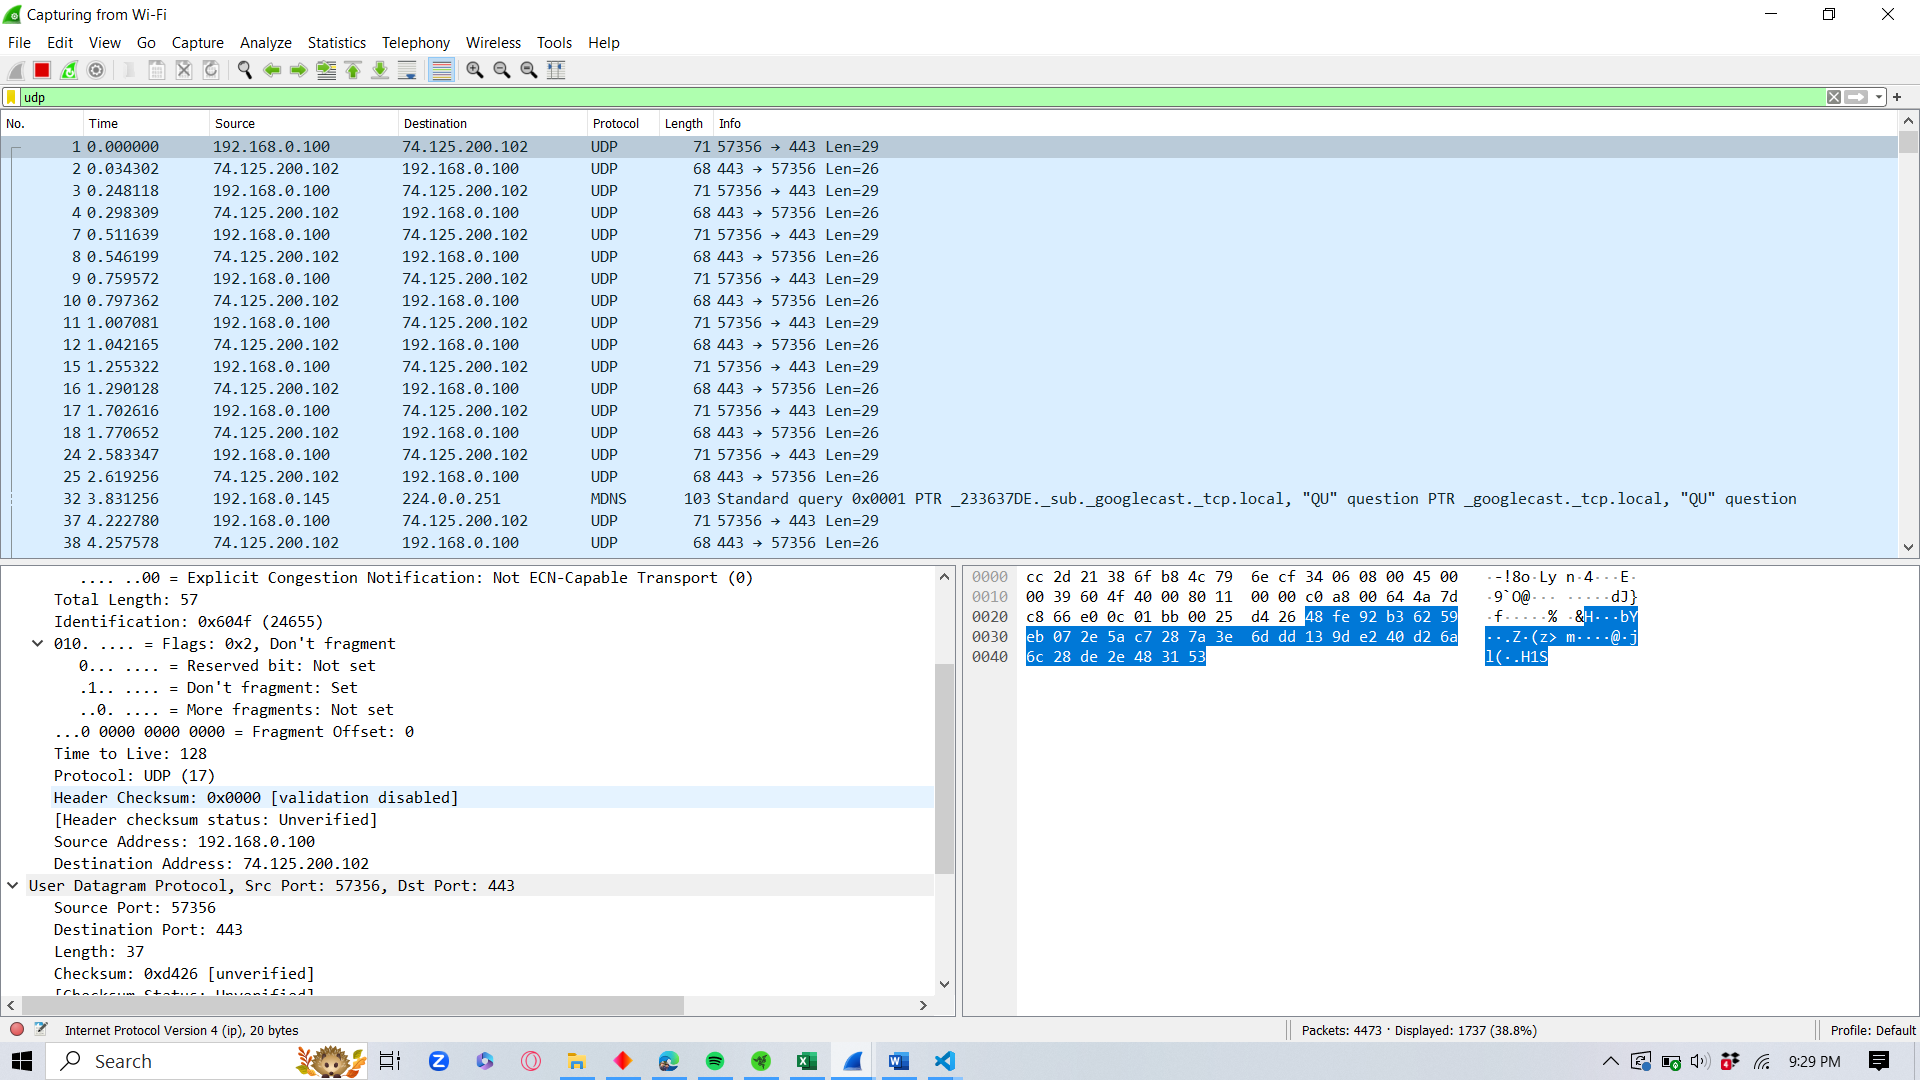 Capturing from Wi-Fi
File Edit View Go Capture Analyze Statistics Telephony Wireless Tools Help
udp
No. Time Source Destination Protocol Length Info
1 0.000000 192.168.0.100 74.125.200.102 UDP 71 57356 → 443 Len=29
2 0.034302 74.125.200.102 192.168.0.100 UDP 68 443 → 57356 Len=26
3 0.248118 192.168.0.100 74.125.200.102 UDP 71 57356 → 443 Len=29
4 0.298309 74.125.200.102 192.168.0.100 UDP 68 443 → 57356 Len=26
7 0.511639 192.168.0.100 74.125.200.102 UDP 71 57356 → 443 Len=29
8 0.546199 74.125.200.102 192.168.0.100 UDP 68 443 → 57356 Len=26
9 0.759572 192.168.0.100 74.125.200.102 UDP 71 57356 → 443 Len=29
10 0.797362 74.125.200.102 192.168.0.100 UDP 68 443 → 57356 Len=26
11 1.007081 192.168.0.100 74.125.200.102 UDP 71 57356 → 443 Len=29
12 1.042165 74.125.200.102 192.168.0.100 UDP 68 443 → 57356 Len=26
15 1.255322 192.168.0.100 74.125.200.102 UDP 71 57356 → 443 Len=29
16 1.290128 74.125.200.102 192.168.0.100 UDP 68 443 → 57356 Len=26
17 1.702616 192.168.0.100 74.125.200.102 UDP 71 57356 → 443 Len=29
18 1.770652 74.125.200.102 192.168.0.100 UDP 68 443 → 57356 Len=26
24 2.583347 192.168.0.100 74.125.200.102 UDP 71 57356 → 443 Len=29
25 2.619256 74.125.200.102 192.168.0.100 UDP 68 443 → 57356 Len=26
32 3.831256 192.168.0.145 224.0.0.251 MDNS 103 Standard query 0x0001 PTR _233637DE._sub._googlecast._tcp.local, "QU" question PTR _googlecast._tcp.local, "QU" question
37 4.222780 192.168.0.100 74.125.200.102 UDP 71 57356 → 443 Len=29
38 4.257578 74.125.200.102 192.168.0.100 UDP 68 443 → 57356 Len=26
.... ..00 = Explicit Congestion Notification: Not ECN-Capable Transport (0)
Total Length: 57
Identification: 0x604f (24655)
010. .... = Flags: 0x2, Don't fragment
0... .... = Reserved bit: Not set
.1.. .... = Don't fragment: Set
..0. .... = More fragments: Not set
...0 0000 0000 0000 = Fragment Offset: 0
Time to Live: 128
Protocol: UDP (17)
Header Checksum: 0x0000 [validation disabled]
[Header checksum status: Unverified]
Source Address: 192.168.0.100
Destination Address: 74.125.200.102
User Datagram Protocol, Src Port: 57356, Dst Port: 443
Source Port: 57356
Destination Port: 443
Length: 37
Checksum: 0xd426 [unverified]
[Checksum Status: Unverified]
0000 cc 2d 21 38 6f b8 4c 79 6e cf 34 06 08 00 45 00 ·-!8o·Ly n·4···E·
0010 00 39 60 4f 40 00 80 11 00 00 c0 a8 00 64 4a 7d ·9`O@··· ·····dJ}
0020 c8 66 e0 0c 01 bb 00 25 d4 26 48 fe 92 b3 62 59 ·f·····% ·&H···bY
0030 eb 07 2e 5a c7 28 7a 3e 6d dd 13 9d e2 40 d2 6a ··.Z·(z> m····@·j
0040 6c 28 de 2e 48 31 53 l(·.H1S
Internet Protocol Version 4 (ip), 20 bytes
Packets: 4473 · Displayed: 1737 (38.8%)
Profile: Default
Search
9:29 PM